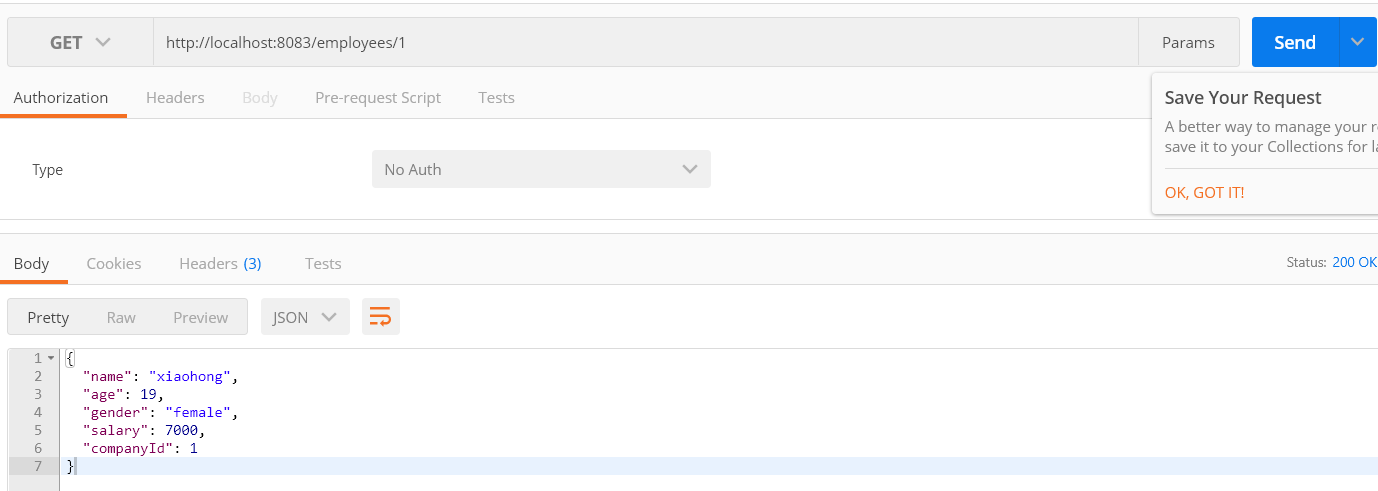 GET http://localhost:8083/employees/1 Params Send
Authorization Headers Body Pre-request Script Tests
Save Your Request
A better way to manage your
save it to your Collections for
OK, GOT IT!
Type No Auth
Body Cookies Headers (3) Tests Status: 200 OK
Pretty Raw Preview JSON
1 {
2 "name": "xiaohong",
3 "age": 19,
4 "gender": "female",
5 "salary": 7000,
6 "companyId": 1
7 }